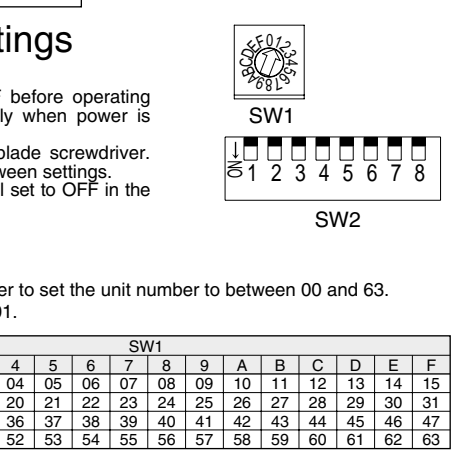 tings
before operating
ly when power is
blade screwdriver.
ween settings.
l set to OFF in the
SW1
NO
1 2 3 4 5 6 7 8
SW2
er to set the unit number to between 00 and 63.
01.
SW1
4 5 6 7 8 9 A B C D E F
04 05 06 07 08 09 10 11 12 13 14 15
20 21 22 23 24 25 26 27 28 29 30 31
36 37 38 39 40 41 42 43 44 45 46 47
52 53 54 55 56 57 58 59 60 61 62 63